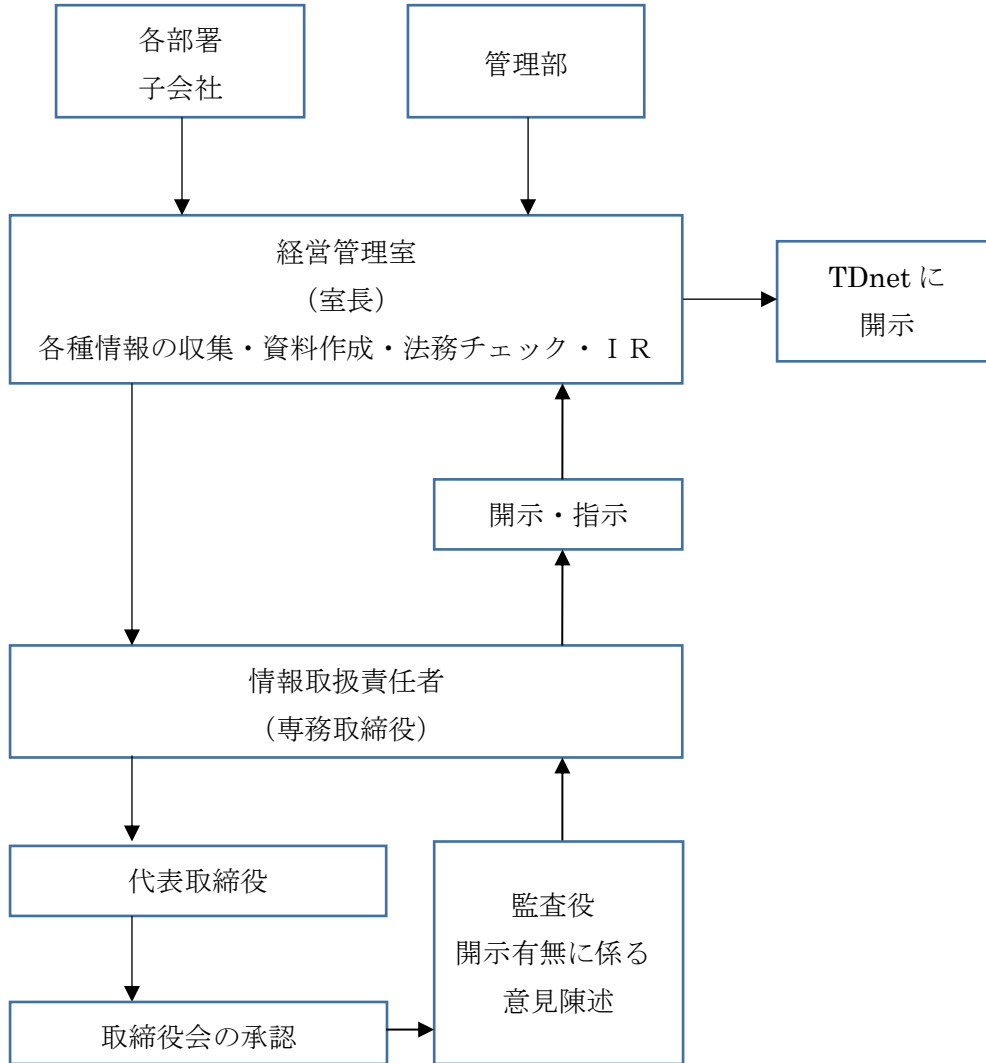 各部署
子会社
管理部
経営管理室
（室長）
各種情報の収集・資料作成・法務チェック・ＩＲ
TDnet に
開示
開示・指示
情報取扱責任者
（専務取締役）
代表取締役
監査役
開示有無に係る
意見陳述
取締役会の承認